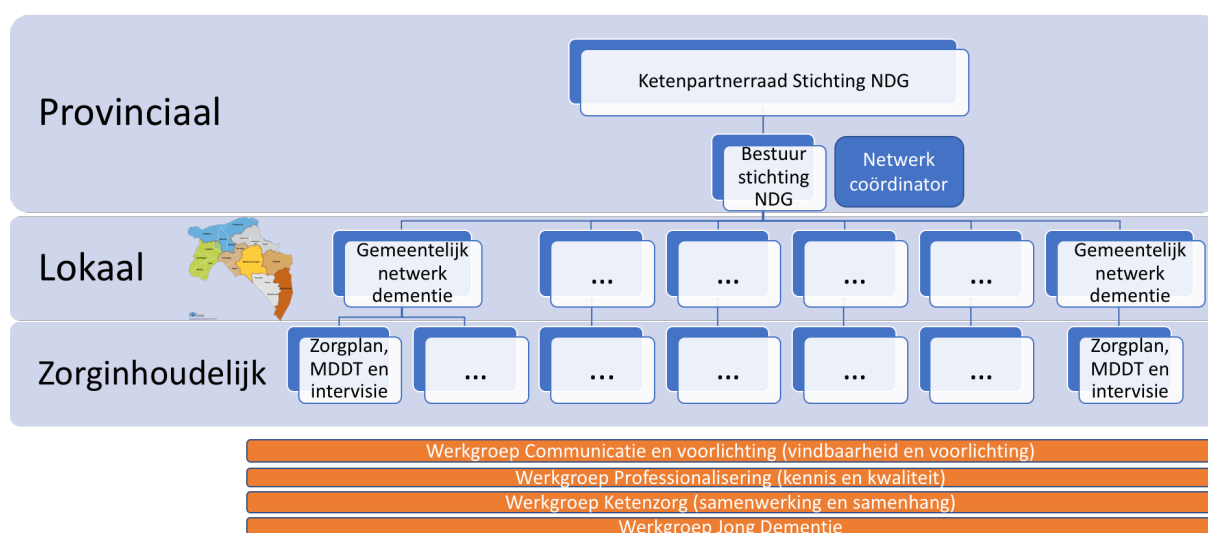 Provinciaal
Ketenpartnerraad Stichting NDG
Bestuur
stichting
NDG
Netwerk
coördinator
Lokaal
Gemeentelijk
netwerk
dementie
...
...
...
...
Gemeentelijk
netwerk
dementie
Zorginhoudelijk
Zorgplan,
MDDT en
intervisie
...
...
...
...
...
Zorgplan,
MDDT en
intervisie
Werkgroep Communicatie en voorlichting (vindbaarheid en voorlichting)
Werkgroep Professionalisering (kennis en kwaliteit)
Werkgroep Ketenzorg (samenwerking en samenhang)
Werkgroep Jong Dementie